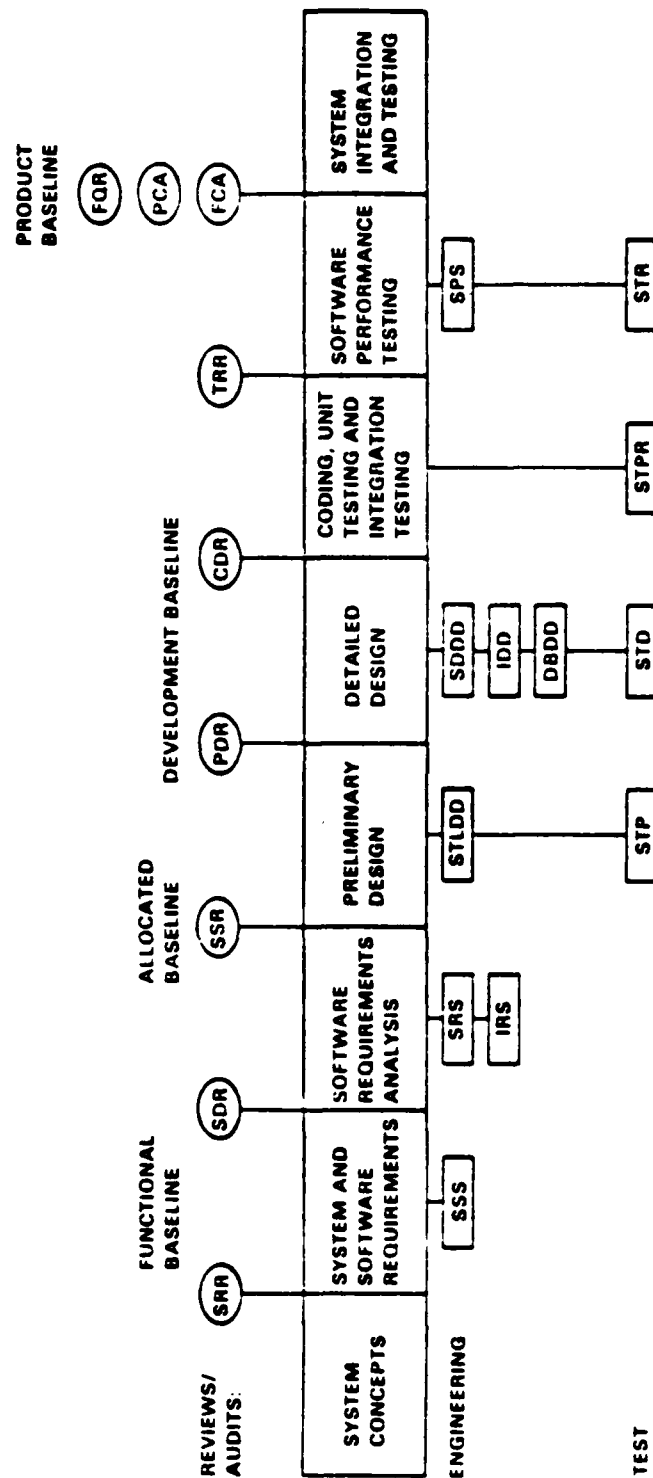 PRODUCT
BASELINE
FUNCTIONAL
BASELINE
ALLOCATED
BASELINE
DEVELOPMENT BASELINE
FQR
PCA
REVIEWS/
AUDITS:
SRR
SDR
SSR
PDR
CDR
TRR
FCA
SYSTEM
CONCEPTS
SYSTEM AND
SOFTWARE
REQUIREMENTS
SOFTWARE
REQUIREMENTS
ANALYSIS
PRELIMINARY
DESIGN
DETAILED
DESIGN
CODING, UNIT
TESTING AND
INTEGRATION
TESTING
SOFTWARE
PERFORMANCE
TESTING
SYSTEM
INTEGRATION
AND TESTING
ENGINEERING
SSS
SRS
IRS
STLDD
SDDD
IDD
DBDD
SPS
TEST
STP
STD
STPR
STR